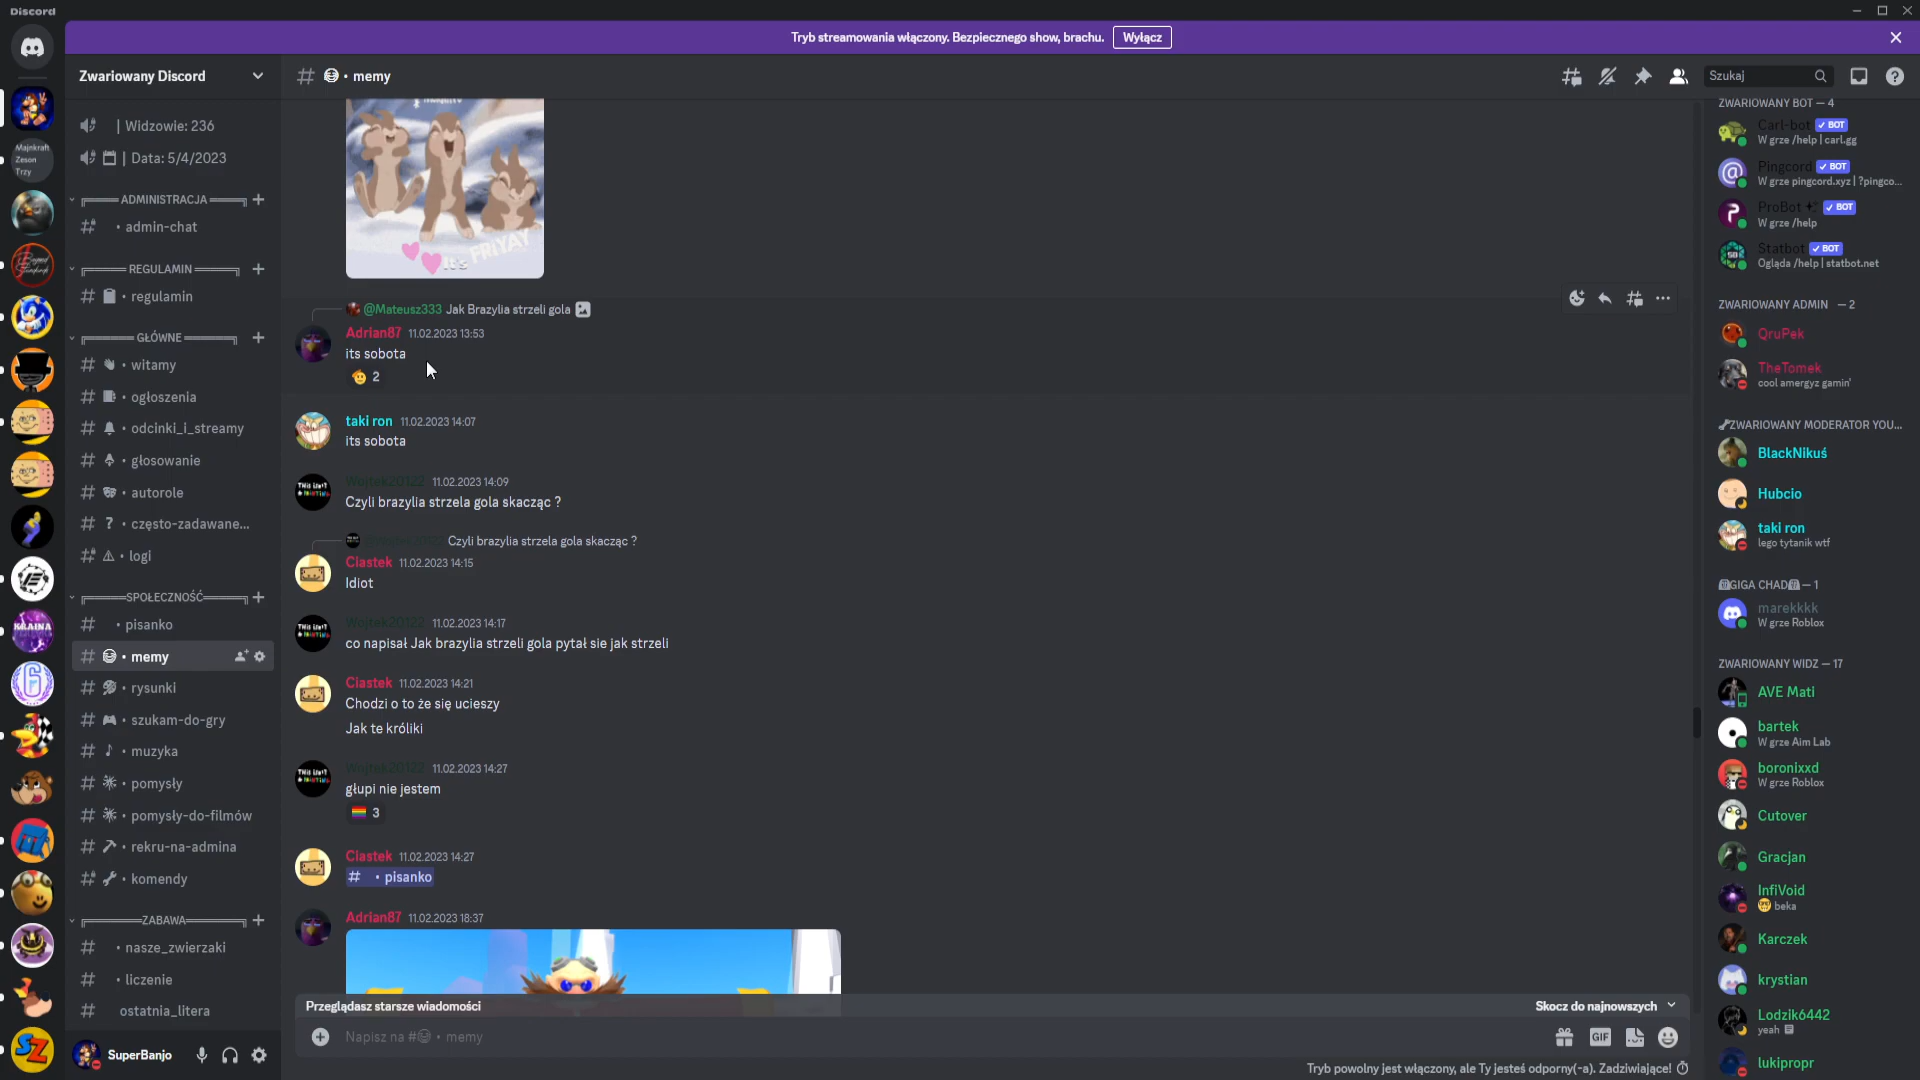 Discord
Tryb streamowania włączony. Bezpiecznego show, brachu. Wyłącz
Majnkraft
Zeson
Trzy
Zwariowany Discord
| Widzowie: 236
| Data: 5/4/2023
ADMINISTRACJA
• admin-chat
REGULAMIN
• regulamin
GŁÓWNE
• witamy
• ogłoszenia
• odcinki_i_streamy
• głosowanie
• autorole
? • często-zadawane...
• logi
SPOŁECZNOŚĆ
• pisanko
• memy
• rysunki
• szukam-do-gry
• muzyka
• pomysły
• pomysły-do-filmów
• rekru-na-admina
• komendy
ZABAWA
• nasze_zwierzaki
• liczenie
ostatnia_litera
SuperBanjo
# 😂 • memy
Szukaj
It's FRIYAY
@Mateusz333 Jak Brazylia strzeli gola
Adrian87 11.02.2023 13:53
its sobota
2
taki ron 11.02.2023 14:07
its sobota
Wojtek20122 11.02.2023 14:09
Czyli brazylia strzela gola skacząc ?
Czyli brazylia strzela gola skacząc ?
Ciastek 11.02.2023 14:15
Idiot
Wojtek20122 11.02.2023 14:17
co napisał Jak brazylia strzeli gola pytał sie jak strzeli
Ciastek 11.02.2023 14:21
Chodzi o to że się ucieszy
Jak te króliki
Wojtek20122 11.02.2023 14:27
głupi nie jestem
3
Ciastek 11.02.2023 14:27
# • pisanko
Adrian87 11.02.2023 18:37
Przeglądasz starsze wiadomości Skocz do najnowszych
Napisz na #😂 • memy
GIF
Tryb powolny jest włączony, ale Ty jesteś odporny(-a). Zadziwiające!
ZWARIOWANY BOT — 4
Carl-bot ✓ BOT
W grze /help | carl.gg
Pingcord ✓ BOT
W grze pingcord.xyz | ?pingco...
ProBot ✨ ✓ BOT
W grze /help
Statbot ✓ BOT
Ogląda /help | statbot.net
ZWARIOWANY ADMIN — 2
QruPek
TheTomek
cool amergyz gamin'
ZWARIOWANY MODERATOR YOU...
BlackNikuś
Hubcio
taki ron
lego tytanik wtf
GIGA CHAD — 1
marekkkk
W grze Roblox
ZWARIOWANY WIDZ — 17
AVE Mati
bartek
W grze Aim Lab
boronixxd
W grze Roblox
Cutover
Gracjan
InfiVoid
beka
Karczek
krystian
Lodzik6442
yeah
lukipropr